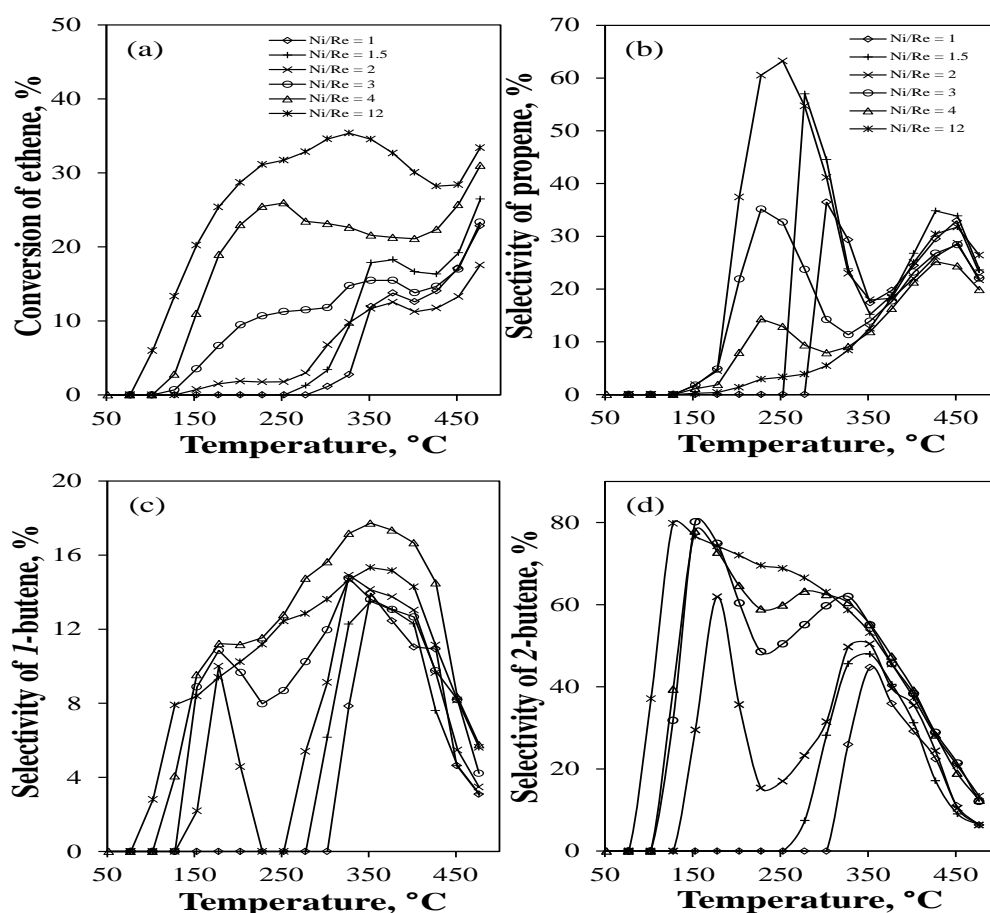 50
40
30
20
10
0
Conversion of ethene, %
(a)
Ni/Re = 1
Ni/Re = 1.5
Ni/Re = 2
Ni/Re = 3
Ni/Re = 4
Ni/Re = 12
50 150 250 350 450
Temperature, °C
70
60
50
40
30
20
10
0
Selectivity of propene, %
(b)
Ni/Re = 1
Ni/Re = 1.5
Ni/Re = 2
Ni/Re = 3
Ni/Re = 4
Ni/Re = 12
50 150 250 350 450
Temperature, °C
20
16
12
8
4
0
Selectivity of 1-butene, %
(c)
50 150 250 350 450
Temperature, °C
80
60
40
20
0
Selectivity of 2-butene, %
(d)
50 150 250 350 450
Temperature, °C